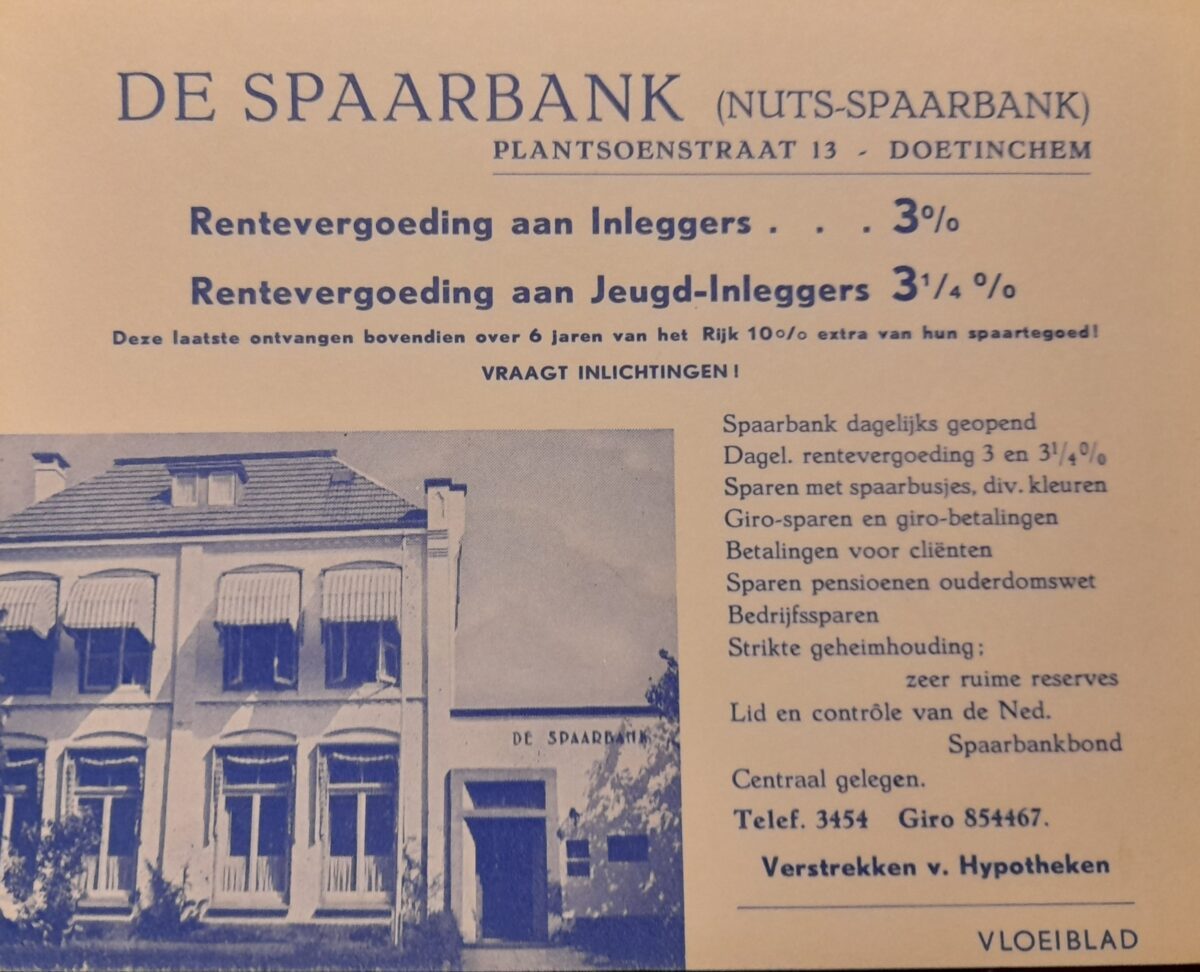 DE SPAARBANK (NUTS-SPAARBANK)
PLANTSOENSTRAAT 13 - DOETINCHEM
Rentevergoeding aan Inleggers . . . 3%
Rentevergoeding aan Jeugd-Inleggers 3 1/4 %
Deze laatste ontvangen bovendien over 6 jaren van het Rijk 10% extra van hun spaartegoed!
VRAAGT INLICHTINGEN!
Spaarbank dagelijks geopend
Dagel. rentevergoeding 3 en 3 1/4 %
Sparen met spaarbusjes, div. kleuren
Giro-sparen en giro-betalingen
Betalingen voor cliënten
Sparen pensioenen ouderdomswet
Bedrijfssparen
Strikte geheimhouding;
zeer ruime reserves
Lid en contrôle van de Ned.
Spaarbankbond
Centraal gelegen.
Telef. 3454 Giro 854467.
Verstrekken v. Hypotheken
VLOEIBLAD
DE SPAARBANK